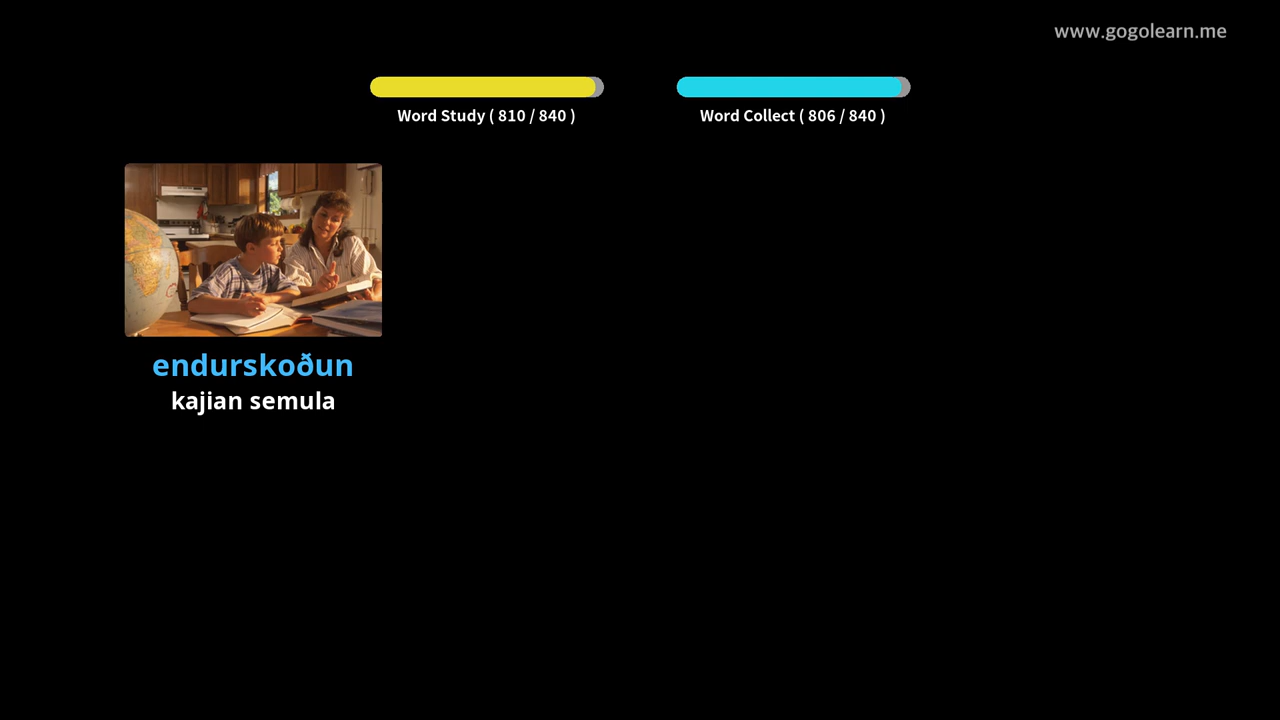 www.gogolearn.me
Word Study ( 810 / 840 )
Word Collect ( 806 / 840 )
endurskoðun
kajian semula